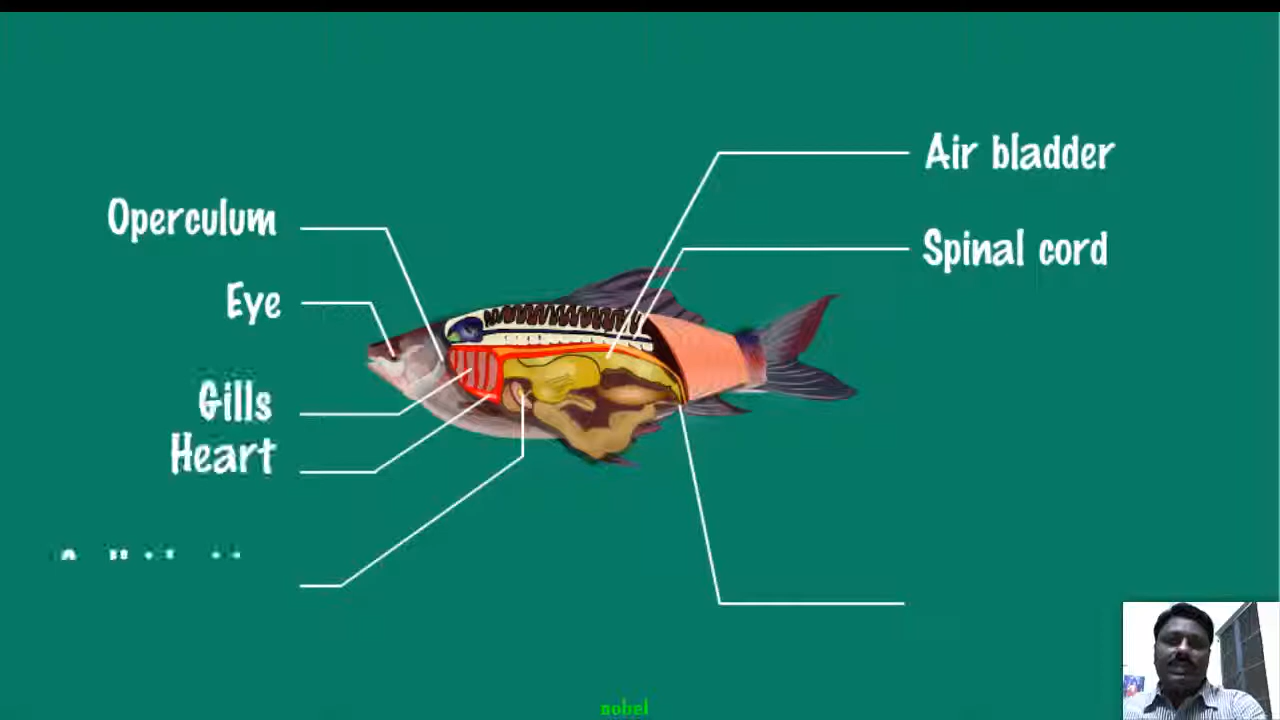 Air bladder
Operculum
Spinal cord
Eye
Gills
Heart
nobel